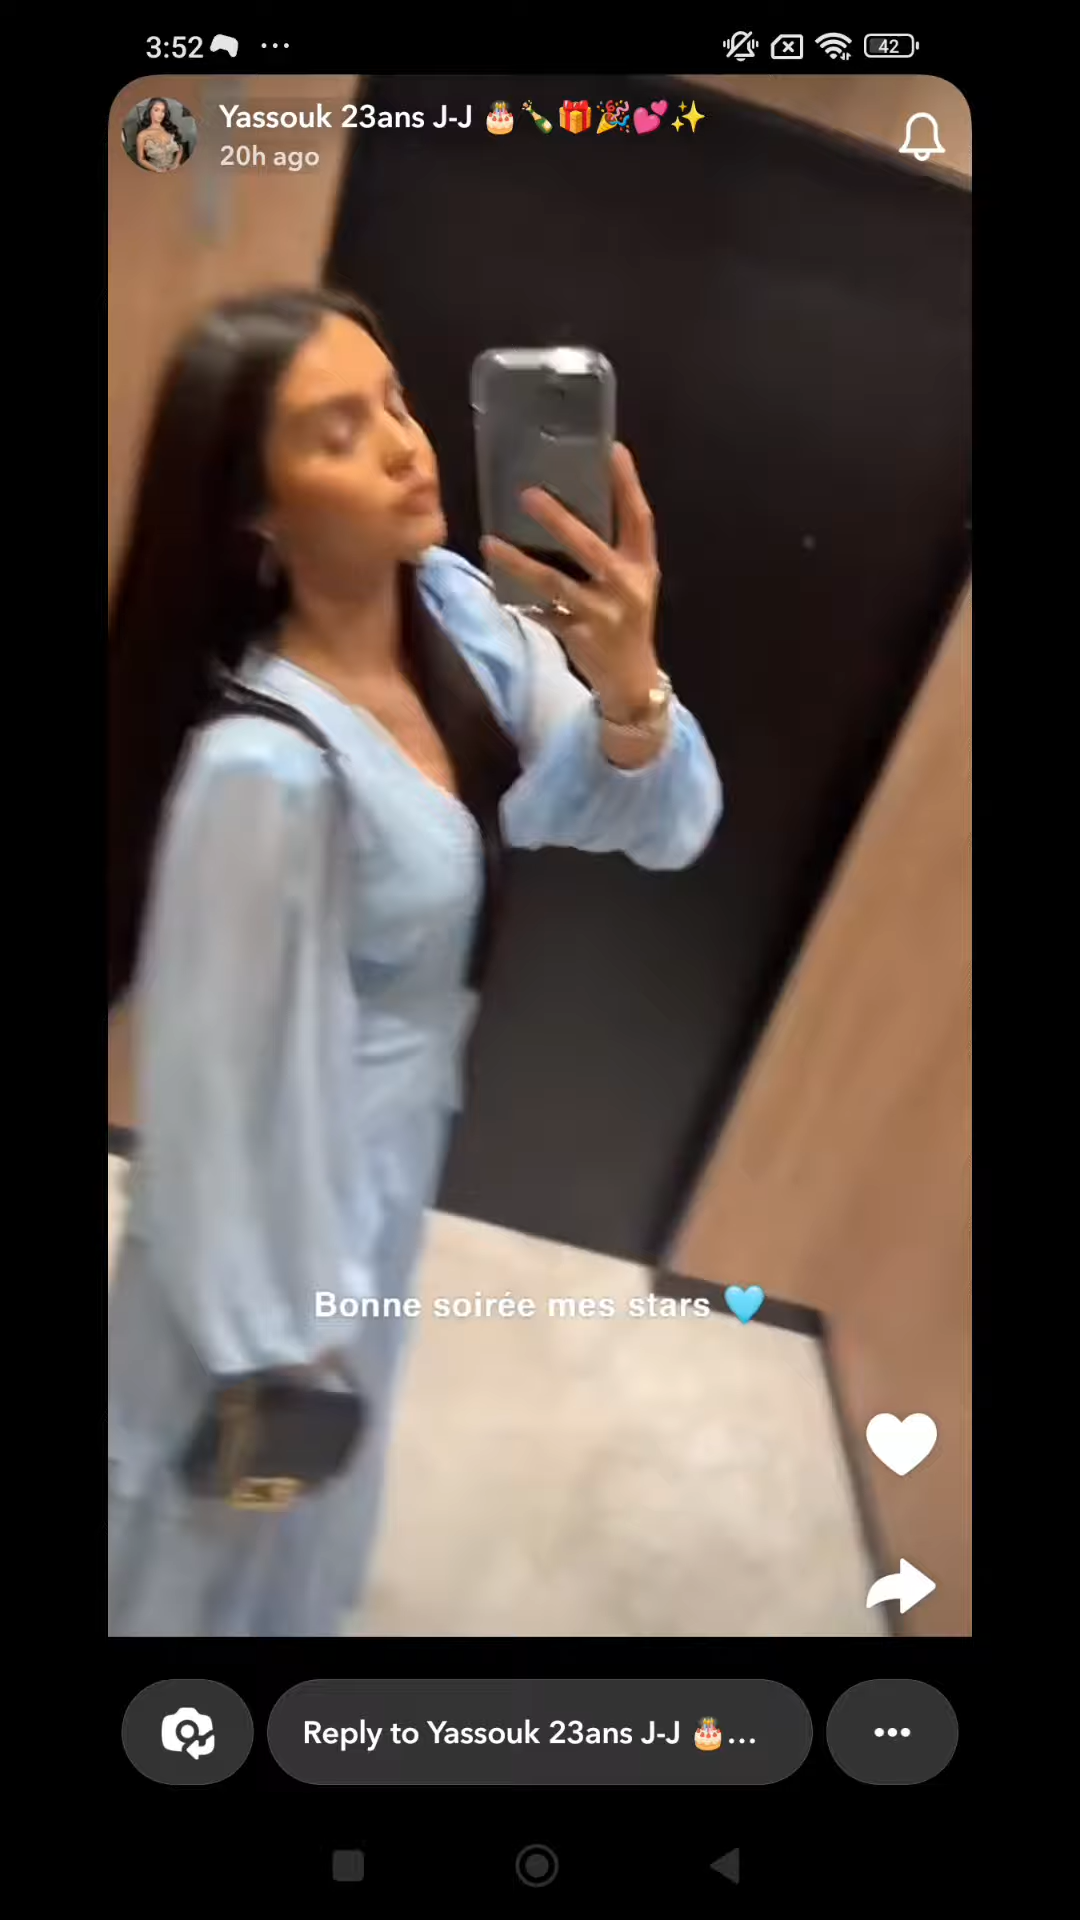 3:52
42
Yassouk 23ans J-J 🎂🍾🎁🎉💕✨
20h ago
Bonne soirée mes stars 🩵
Reply to Yassouk 23ans J-J 🎂...